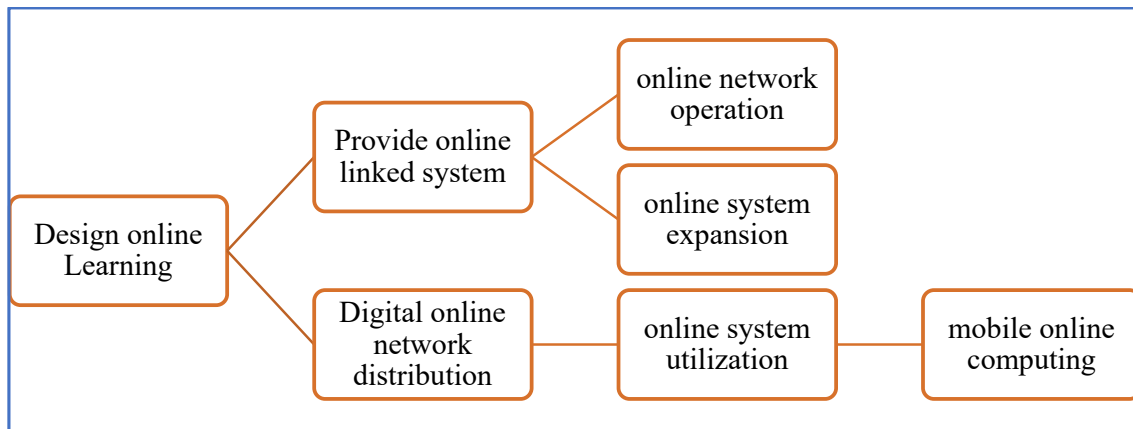 Design online
Learning
Provide online
linked system
online network
operation
online system
expansion
Digital online
network
distribution
online system
utilization
mobile online
computing